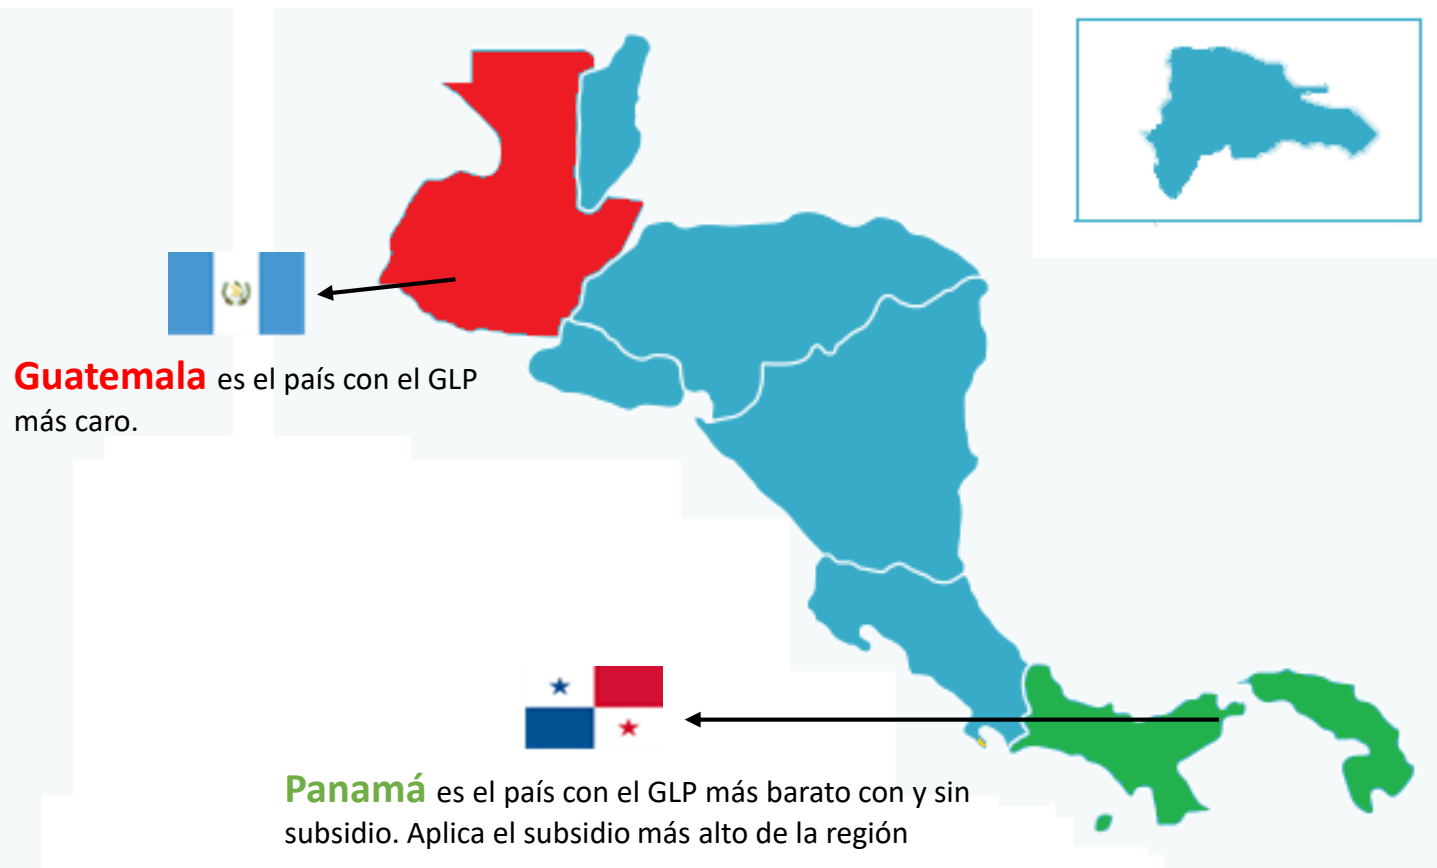 Guatemala es el país con el GLP
más caro.
Panamá es el país con el GLP más barato con y sin
subsidio. Aplica el subsidio más alto de la región